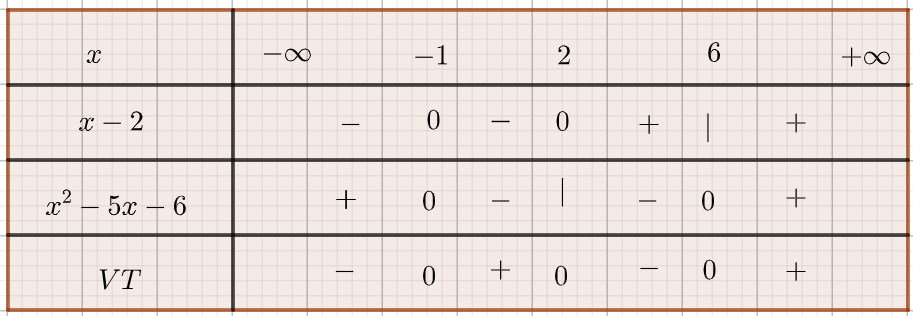 x −∞ −1 2 6 +∞
x − 2 − 0 − 0 + | +
x² − 5x − 6 + 0 − | − 0 +
VT − 0 + 0 − 0 +